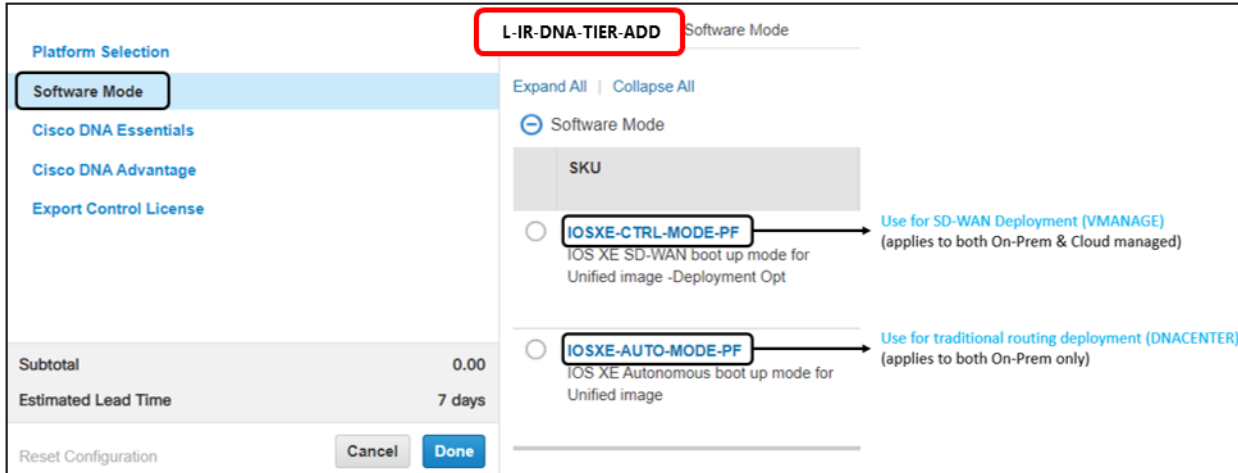 L-IR-DNA-TIER-ADD Software Mode
Platform Selection
Software Mode
Cisco DNA Essentials
Cisco DNA Advantage
Export Control License
Expand All | Collapse All
Software Mode
SKU
IOSXE-CTRL-MODE-PF
IOS XE SD-WAN boot up mode for
Unified image -Deployment Opt
Use for SD-WAN Deployment (VMANAGE)
(applies to both On-Prem & Cloud managed)
IOSXE-AUTO-MODE-PF
IOS XE Autonomous boot up mode for
Unified image
Use for traditional routing deployment (DNACENTER)
(applies to both On-Prem only)
Subtotal 0.00
Estimated Lead Time 7 days
Reset Configuration Cancel Done